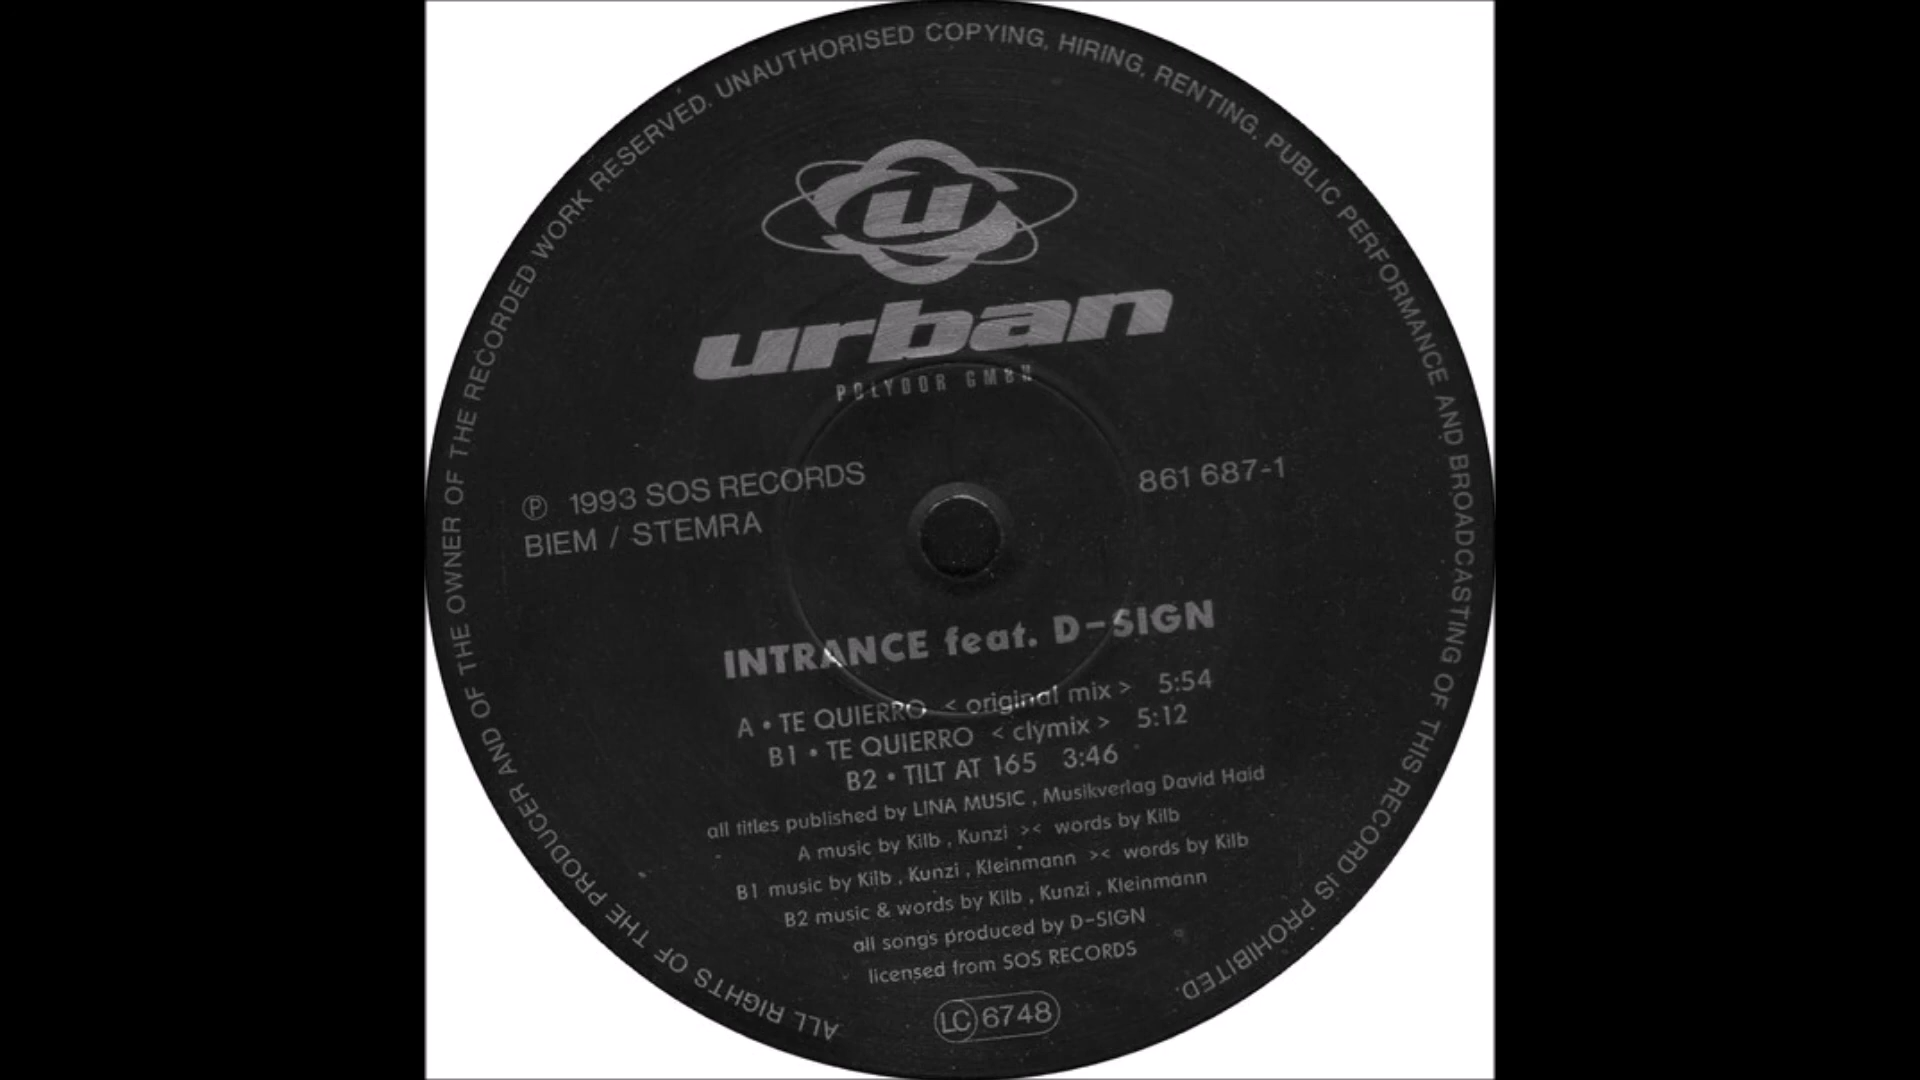 ALL RIGHTS OF THE PRODUCER AND OF THE OWNER OF THE RECORDED WORK RESERVED. UNAUTHORISED COPYING, HIRING, RENTING, PUBLIC PERFORMANCE AND BROADCASTING OF THIS RECORD IS PROHIBITED.
u
urban
POLYDOR GMBH
℗ 1993 SOS RECORDS
BIEM / STEMRA
861 687-1
INTRANCE feat. D-SIGN
A • TE QUIERRO < original mix > 5:54
B1 • TE QUIERRO < clymix > 5:12
B2 • TILT AT 165 3:46
all titles published by LINA MUSIC , Musikverlag David Haid
A music by Kilb , Kunzi >< words by Kilb
B1 music by Kilb , Kunzi , Kleinmann >< words by Kilb
B2 music & words by Kilb , Kunzi , Kleinmann
all songs produced by D-SIGN
licensed from SOS RECORDS
LC 6748